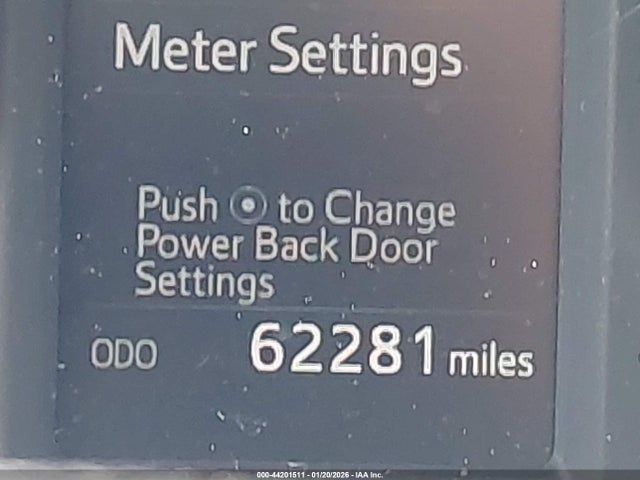 Meter Settings
Push ⦿ to Change
Power Back Door
Settings
ODO 62281 miles
000-44201511 - 01/20/2026 - IAA Inc.